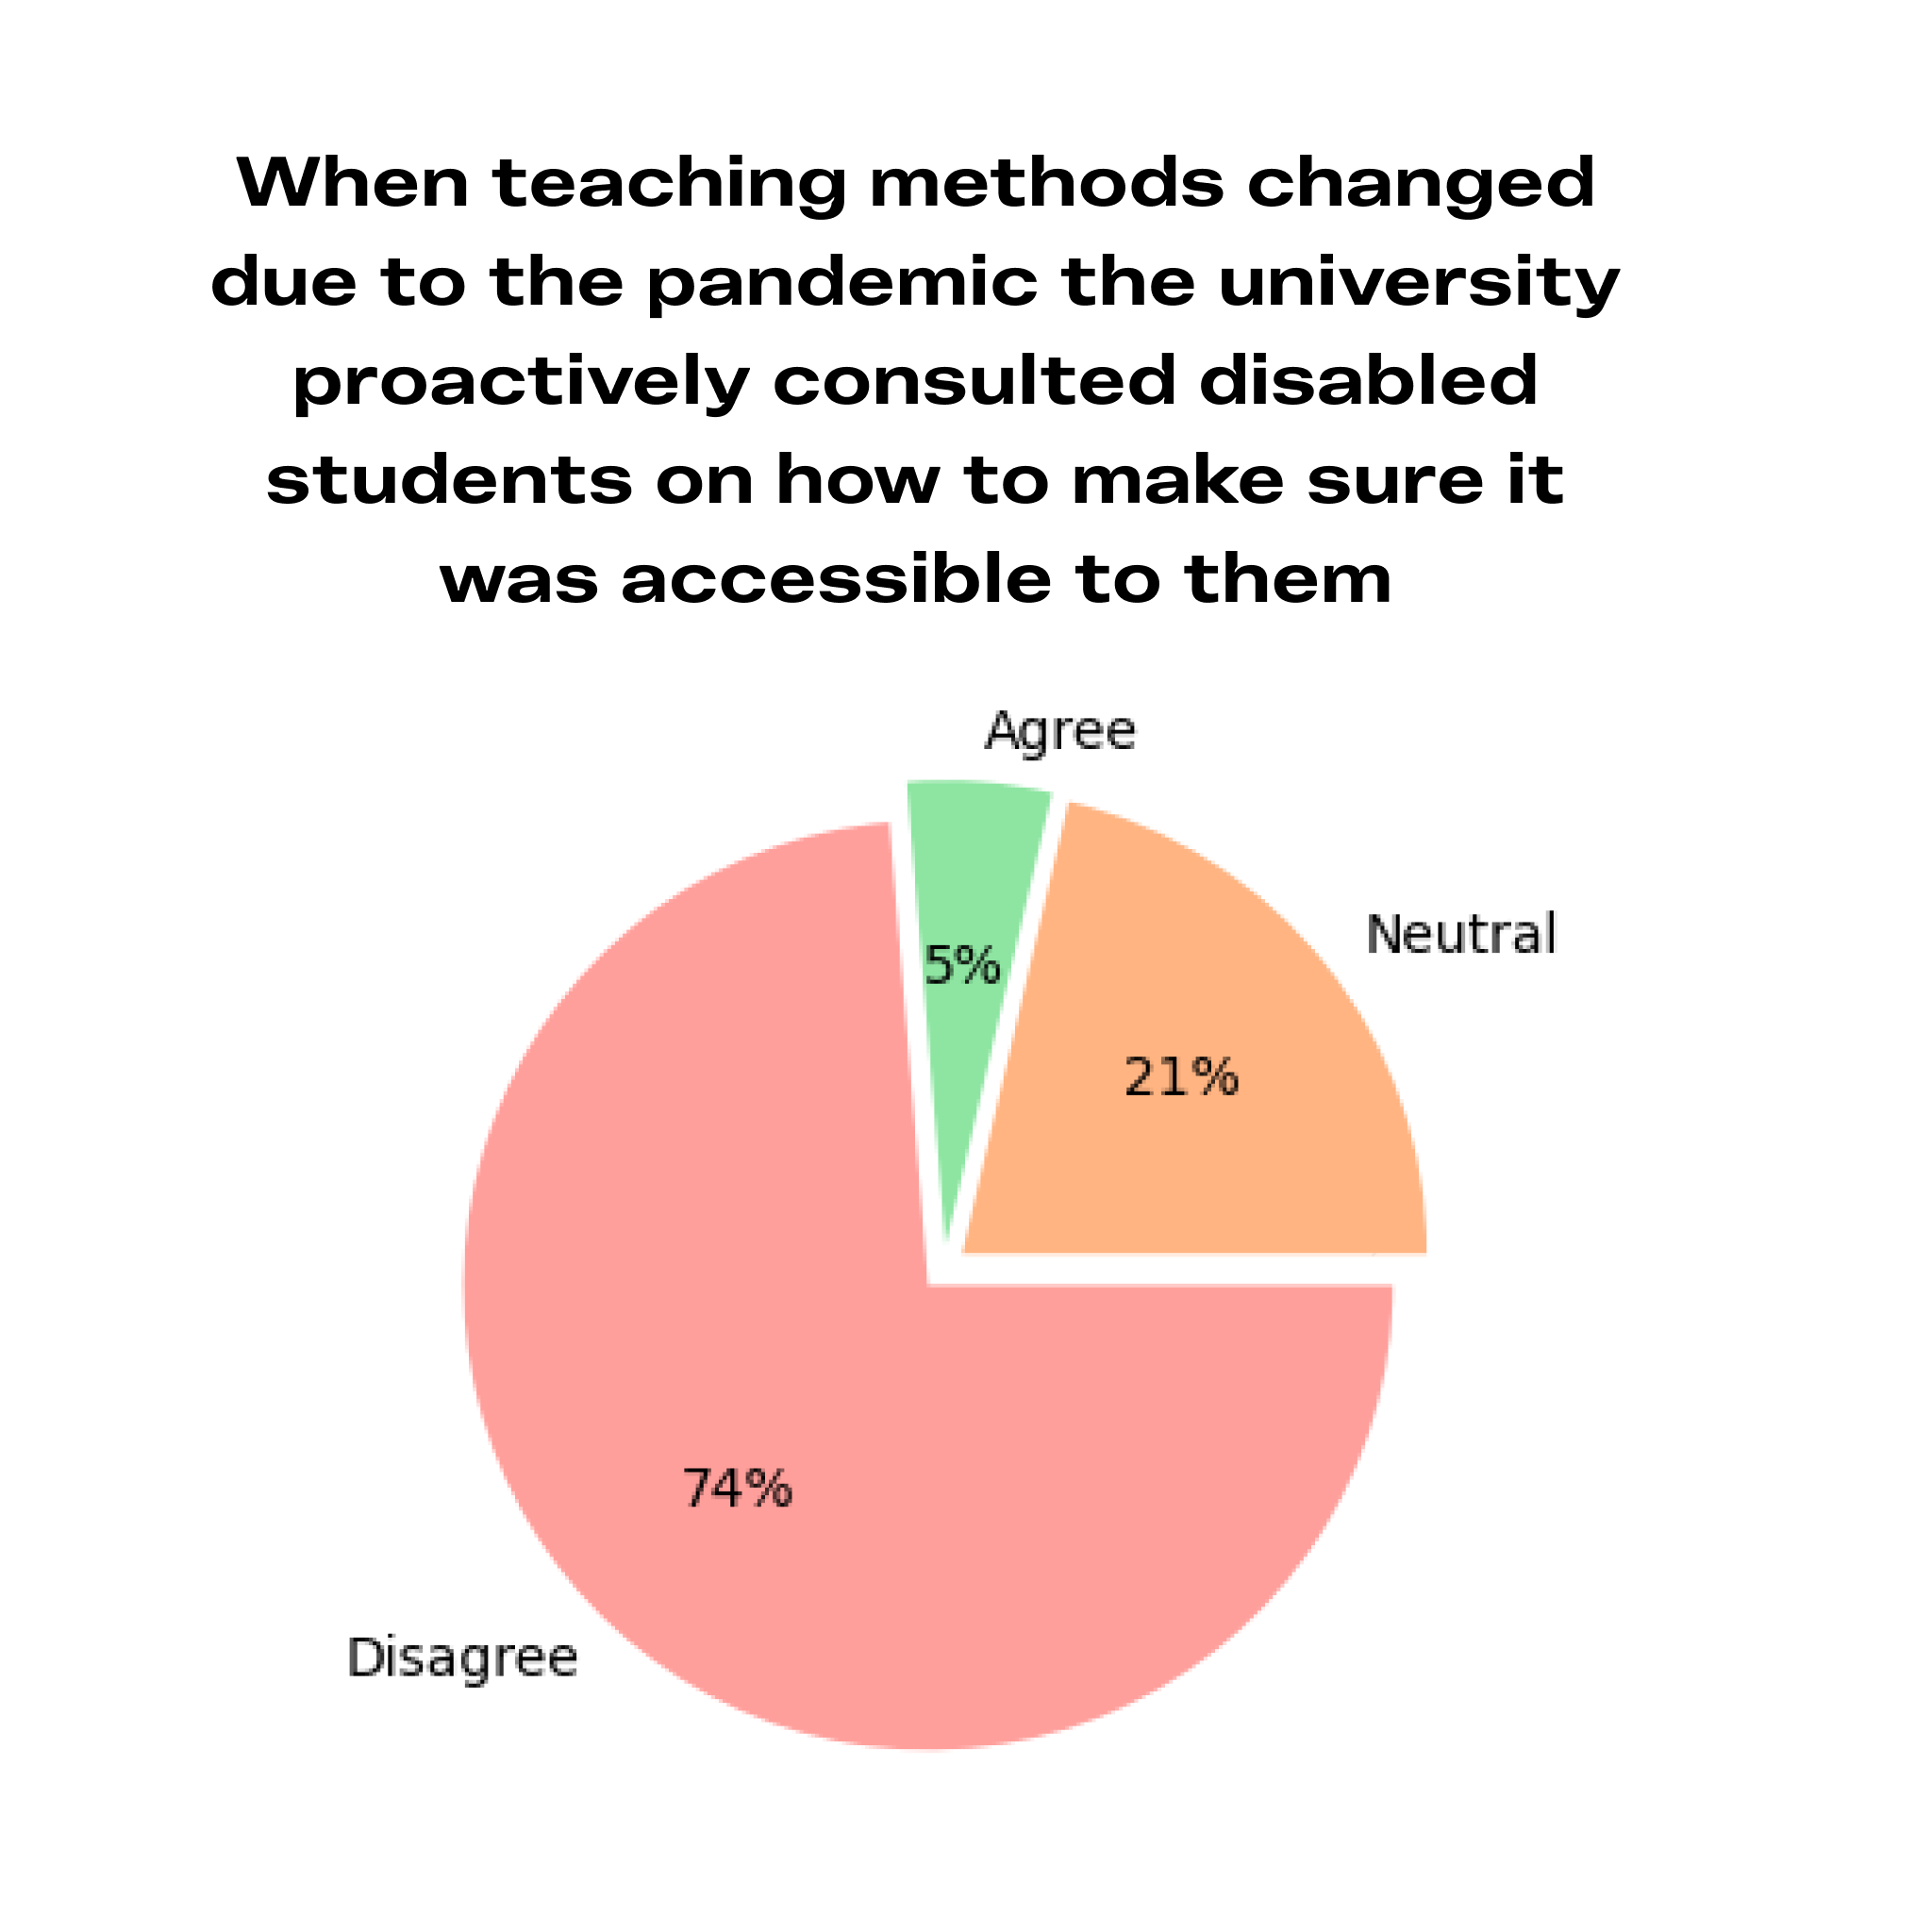 When teaching methods changed
due to the pandemic the university
proactively consulted disabled
students on how to make sure it
was accessible to them
Agree
Neutral
5%
21%
74%
Disagree